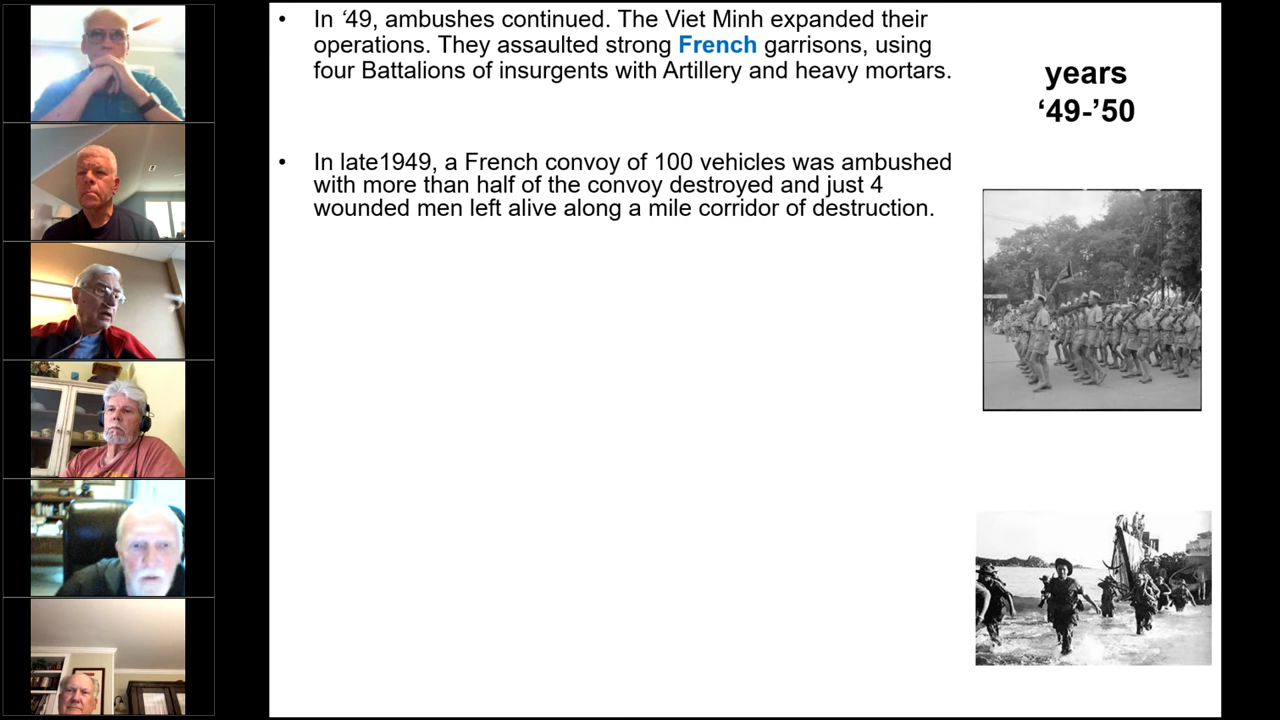 • In ‘49, ambushes continued. The Viet Minh expanded their
operations. They assaulted strong French garrisons, using
four Battalions of insurgents with Artillery and heavy mortars.
• In late1949, a French convoy of 100 vehicles was ambushed
with more than half of the convoy destroyed and just 4
wounded men left alive along a mile corridor of destruction.
years
‘49-’50